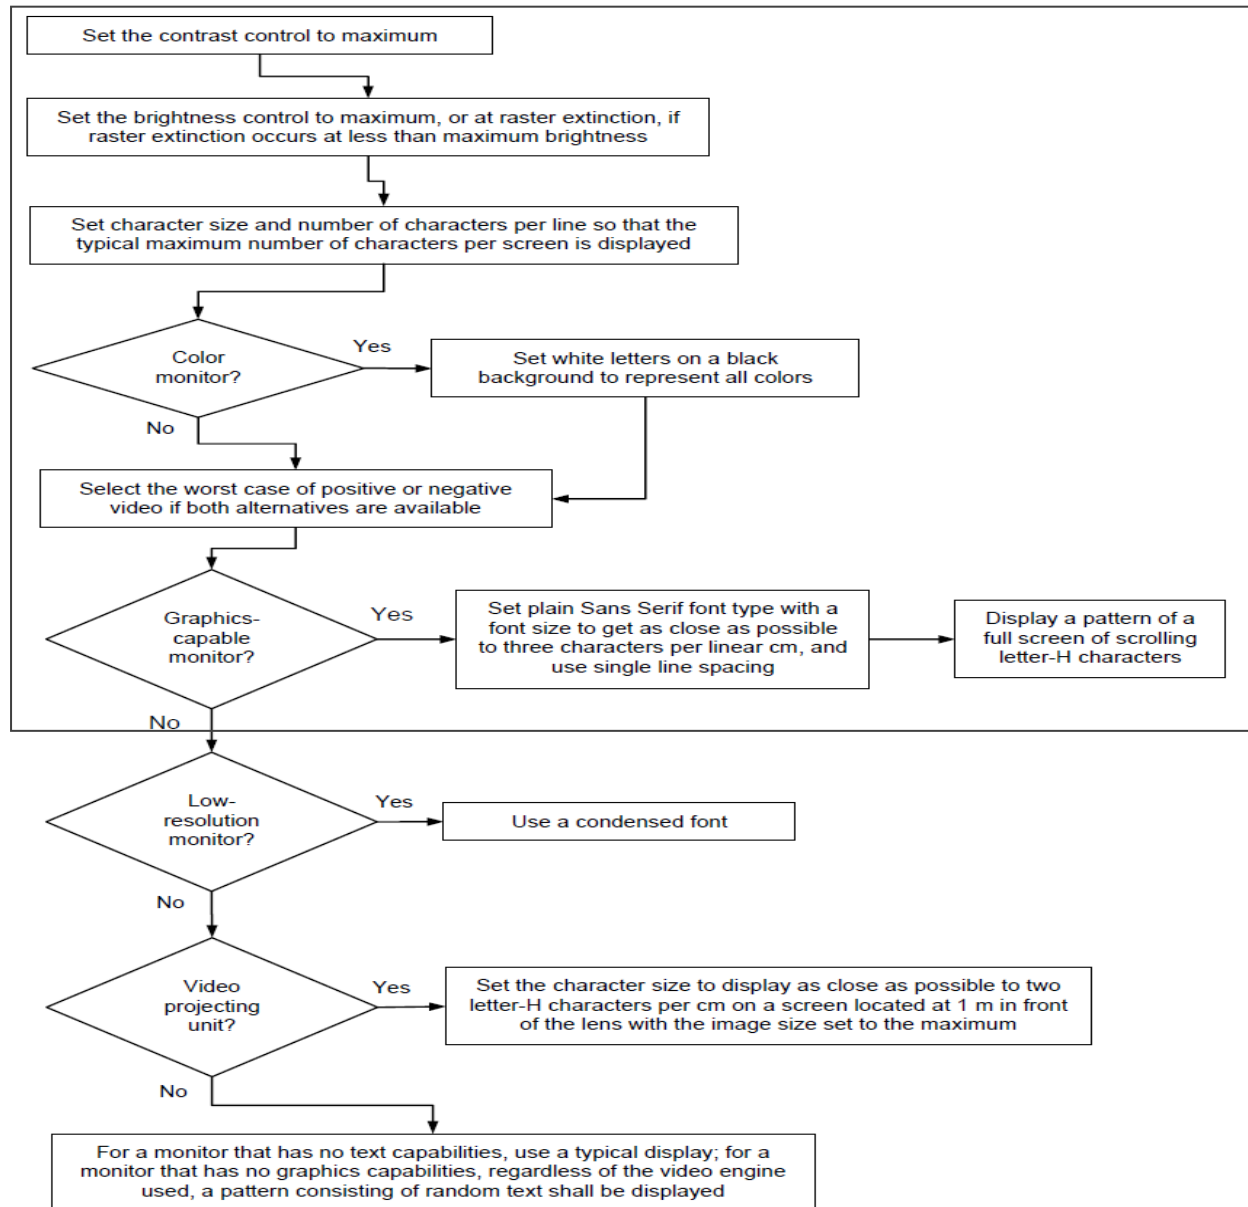 Set the contrast control to maximum
Set the brightness control to maximum, or at raster extinction, if
raster extinction occurs at less than maximum brightness
Set character size and number of characters per line so that the
typical maximum number of characters per screen is displayed
Color
monitor?
Yes
Set white letters on a black
background to represent all colors
No
Select the worst case of positive or negative
video if both alternatives are available
Graphics-
capable
monitor?
Yes
Set plain Sans Serif font type with a
font size to get as close as possible
to three characters per linear cm, and
use single line spacing
Display a pattern of a
full screen of scrolling
letter-H characters
No
Low-
resolution
monitor?
Yes
Use a condensed font
No
Video
projecting
unit?
Yes
Set the character size to display as close as possible to two
letter-H characters per cm on a screen located at 1 m in front
of the lens with the image size set to the maximum
No
For a monitor that has no text capabilities, use a typical display; for a
monitor that has no graphics capabilities, regardless of the video engine
used, a pattern consisting of random text shall be displayed